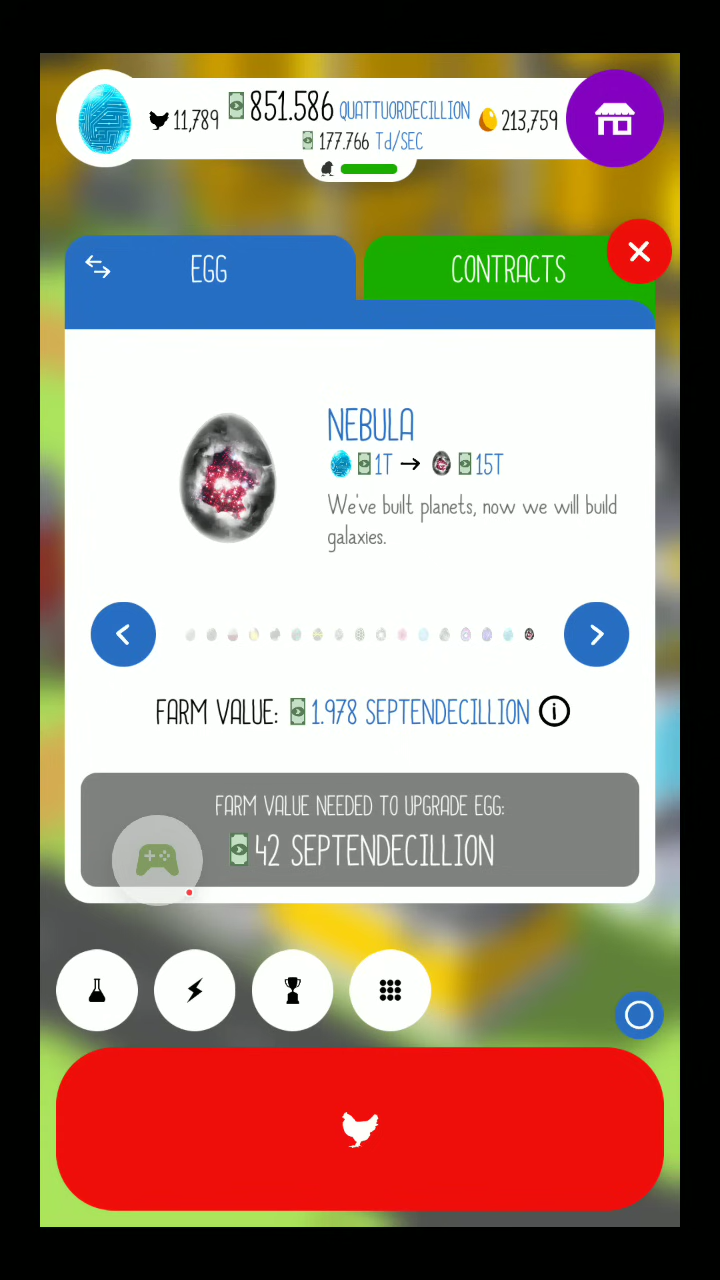 11,789
851.586 QUATTUORDECILLION
213,759
177.766 Td/SEC
EGG
CONTRACTS
NEBULA
1T → 15T
We've built planets, now we will build
galaxies.
FARM VALUE: 1.978 SEPTENDECILLION
FARM VALUE NEEDED TO UPGRADE EGG:
42 SEPTENDECILLION